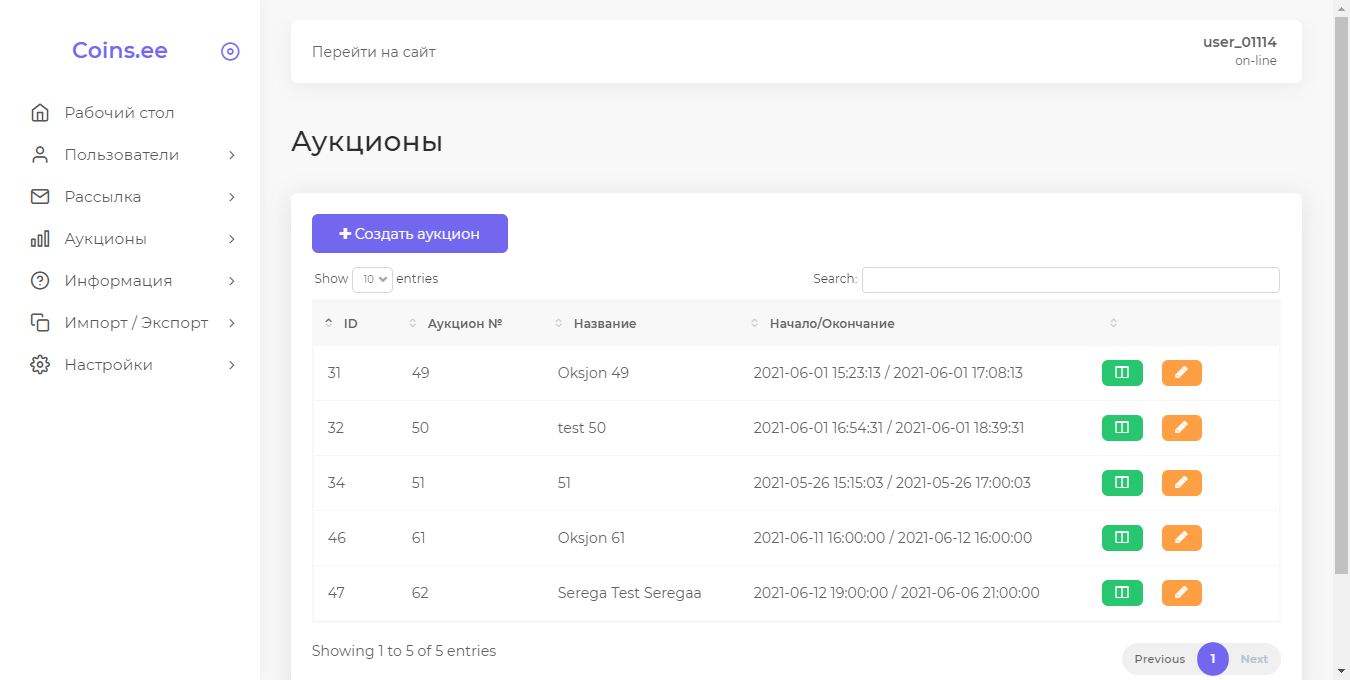 Coins.ee
Рабочий стол
Пользователи
Рассылка
Аукционы
Информация
Импорт / Экспорт
Настройки
Перейти на сайт
user_01114
on-line
Аукционы
Создать аукцион
Show 10 entries
Search:
ID Аукцион № Название Начало/Окончание
31 49 Oksjon 49 2021-06-01 15:23:13 / 2021-06-01 17:08:13
32 50 test 50 2021-06-01 16:54:31 / 2021-06-01 18:39:31
34 51 51 2021-05-26 15:15:03 / 2021-05-26 17:00:03
46 61 Oksjon 61 2021-06-11 16:00:00 / 2021-06-12 16:00:00
47 62 Serega Test Seregaa 2021-06-12 19:00:00 / 2021-06-06 21:00:00
Showing 1 to 5 of 5 entries
Previous 1 Next